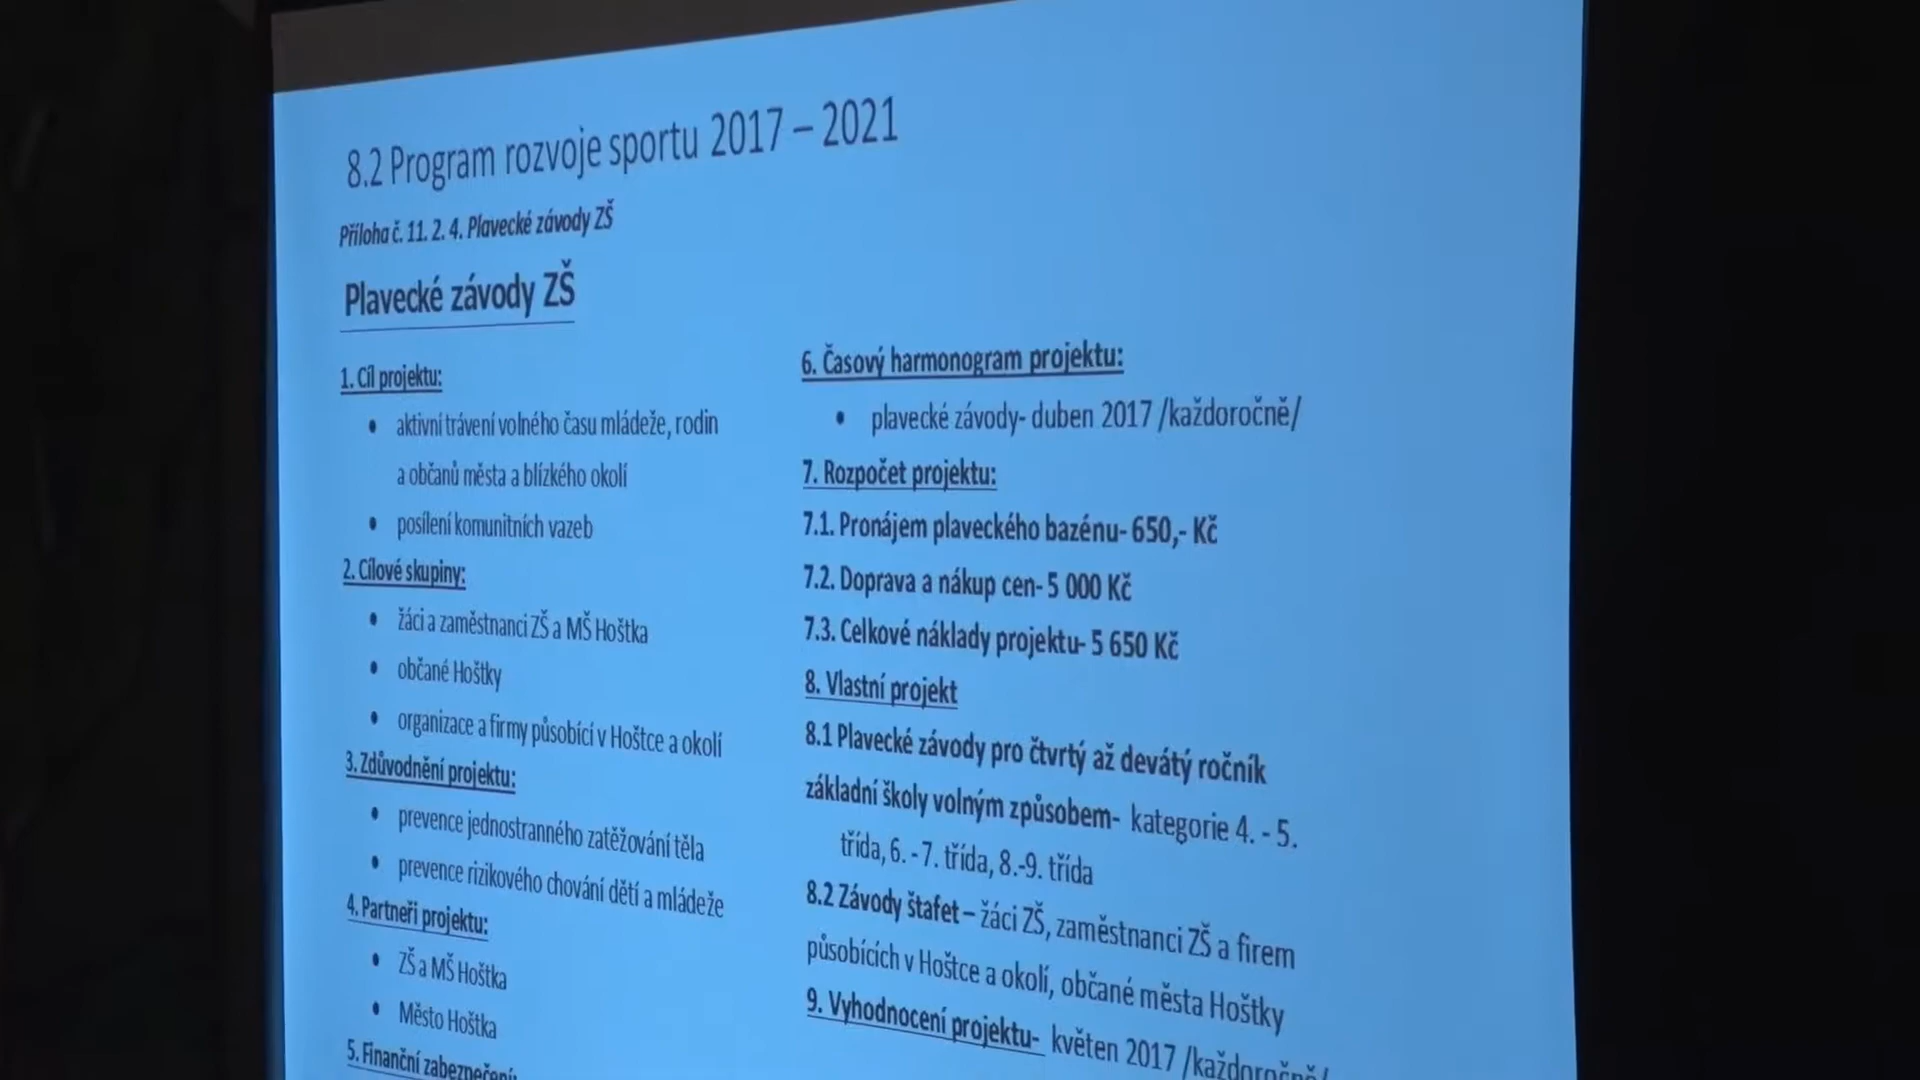 8.2 Program rozvoje sportu 2017 – 2021
Příloha č. 11. 2. 4. Plavecké závody ZŠ
Plavecké závody ZŠ
1. Cíl projektu:
• aktivní trávení volného času mládeže, rodin
a občanů města a blízkého okolí
• posílení komunitních vazeb
2. Cílové skupiny:
• žáci a zaměstnanci ZŠ a MŠ Hoštka
• občané Hoštky
• organizace a firmy působící v Hoštce a okolí
3. Zdůvodnění projektu:
• prevence jednostranného zatěžování těla
• prevence rizikového chování dětí a mládeže
4. Partneři projektu:
• ZŠ a MŠ Hoštka
• Město Hoštka
5. Finanční zabezpečení:
6. Časový harmonogram projektu:
• plavecké závody- duben 2017 /každoročně/
7. Rozpočet projektu:
7.1. Pronájem plaveckého bazénu- 650,- Kč
7.2. Doprava a nákup cen- 5 000 Kč
7.3. Celkové náklady projektu- 5 650 Kč
8. Vlastní projekt
8.1 Plavecké závody pro čtvrtý až devátý ročník
základní školy volným způsobem- kategorie 4. - 5.
třída, 6. - 7. třída, 8.-9. třída
8.2 Závody štafet – žáci ZŠ, zaměstnanci ZŠ a firem
působících v Hoštce a okolí, občané města Hoštky
9. Vyhodnocení projektu- květen 2017 /každoročně/